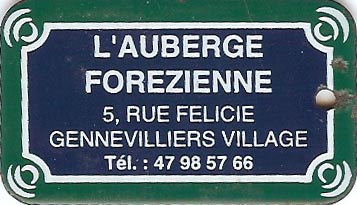 L'AUBERGE
FOREZIENNE
5, RUE FELICIE
GENNEVILLIERS VILLAGE
Tél. : 47 98 57 66